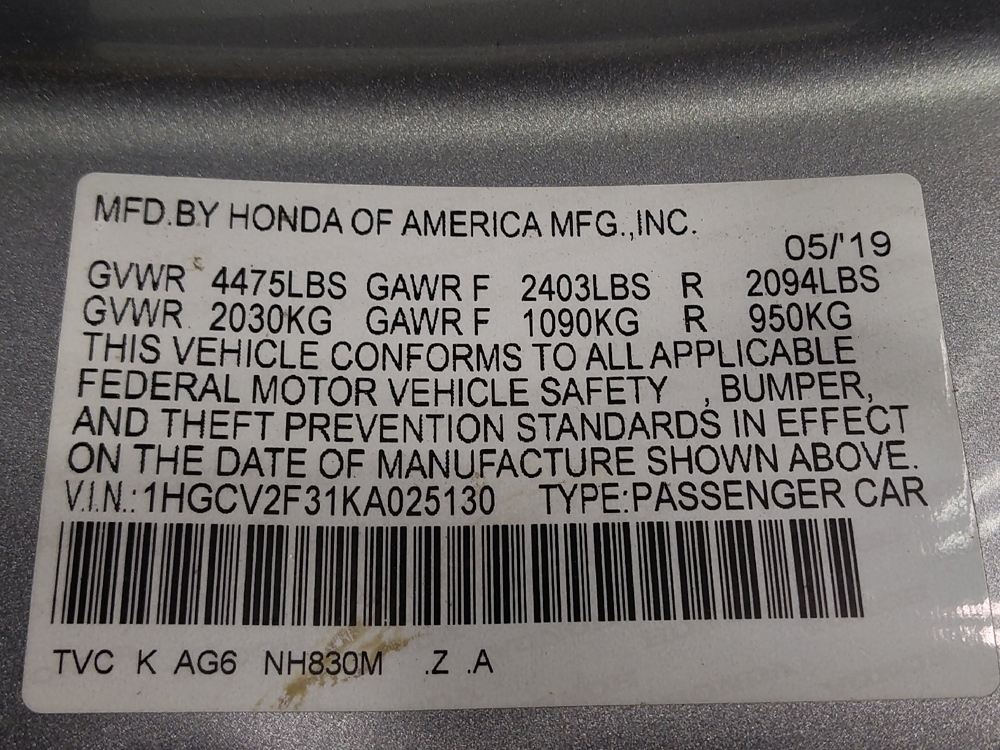 MFD.BY HONDA OF AMERICA MFG.,INC.
05/'19
GVWR 4475LBS GAWR F 2403LBS R 2094LBS
GVWR 2030KG GAWR F 1090KG R 950KG
THIS VEHICLE CONFORMS TO ALL APPLICABLE
FEDERAL MOTOR VEHICLE SAFETY , BUMPER,
AND THEFT PREVENTION STANDARDS IN EFFECT
ON THE DATE OF MANUFACTURE SHOWN ABOVE.
V.I.N.: 1HGCV2F31KA025130 TYPE:PASSENGER CAR
TVC K AG6 NH830M .Z .A